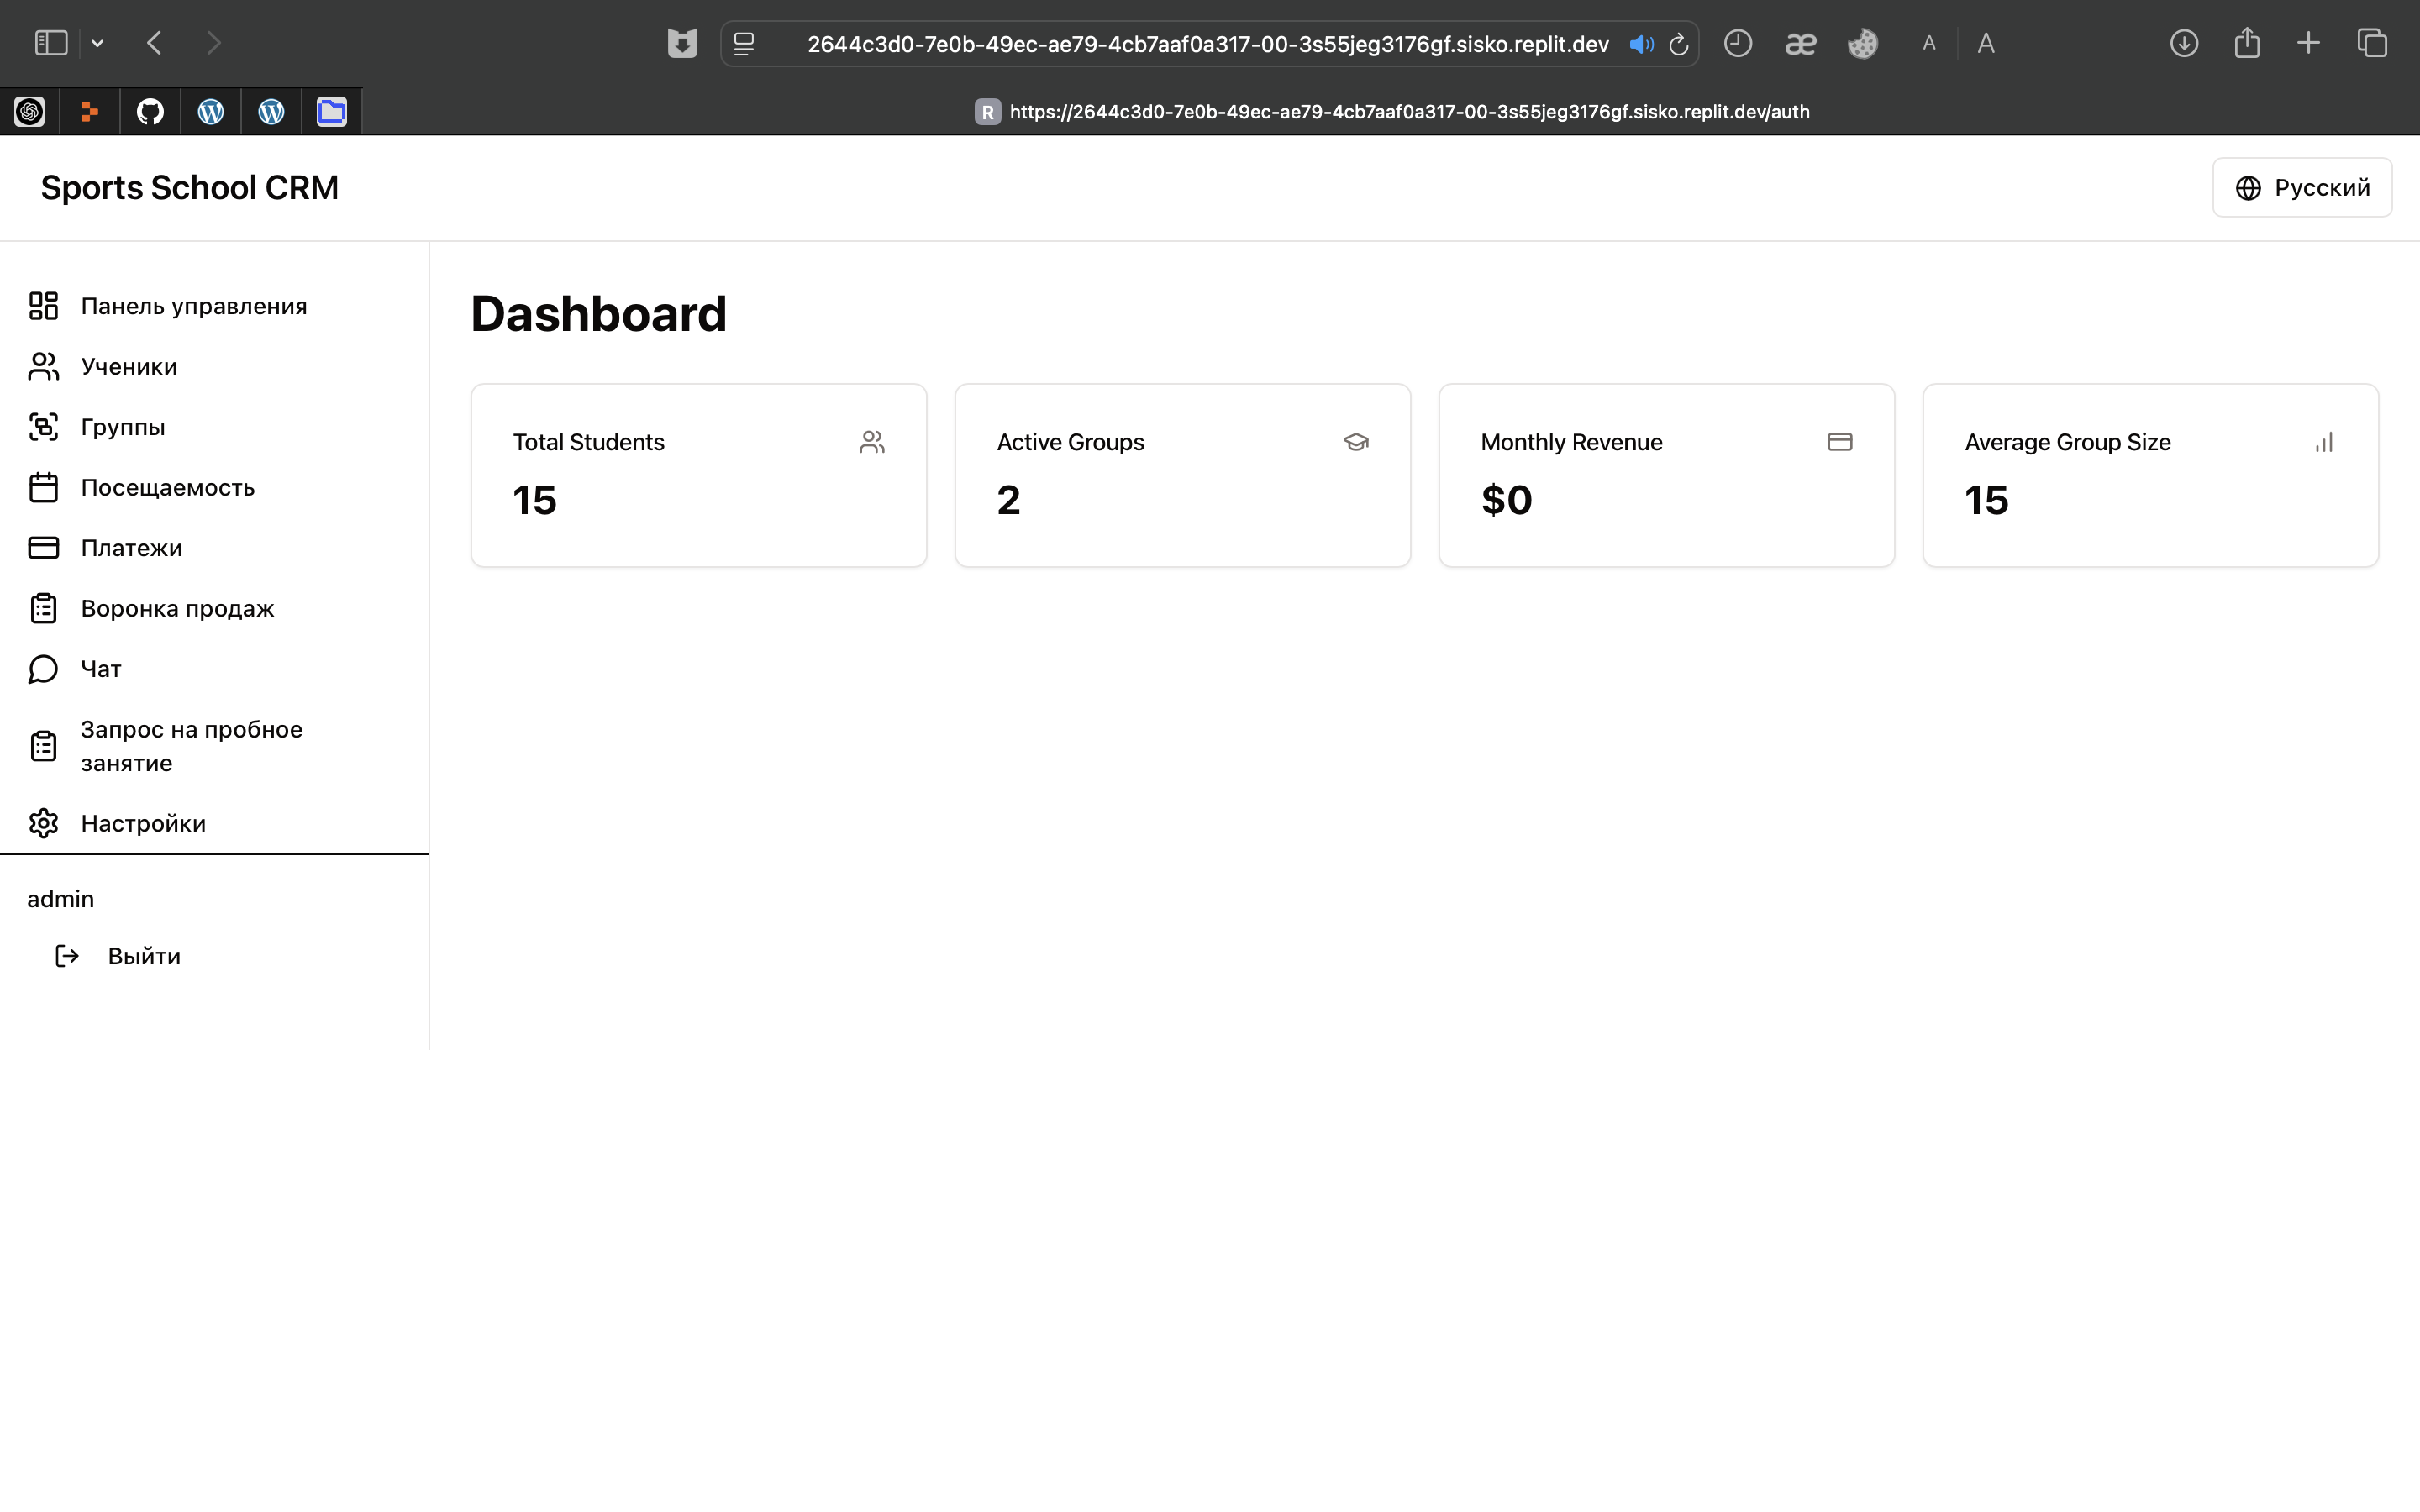 2644c3d0-7e0b-49ec-ae79-4cb7aaf0a317-00-3s55jeg3176gf.sisko.replit.dev
æ
A
A
R
https://2644c3d0-7e0b-49ec-ae79-4cb7aaf0a317-00-3s55jeg3176gf.sisko.replit.dev/auth
Sports School CRM
Русский
Панель управления
Ученики
Группы
Посещаемость
Платежи
Воронка продаж
Чат
Запрос на пробное
занятие
Настройки
admin
Выйти
Dashboard
Total Students
15
Active Groups
2
Monthly Revenue
$0
Average Group Size
15